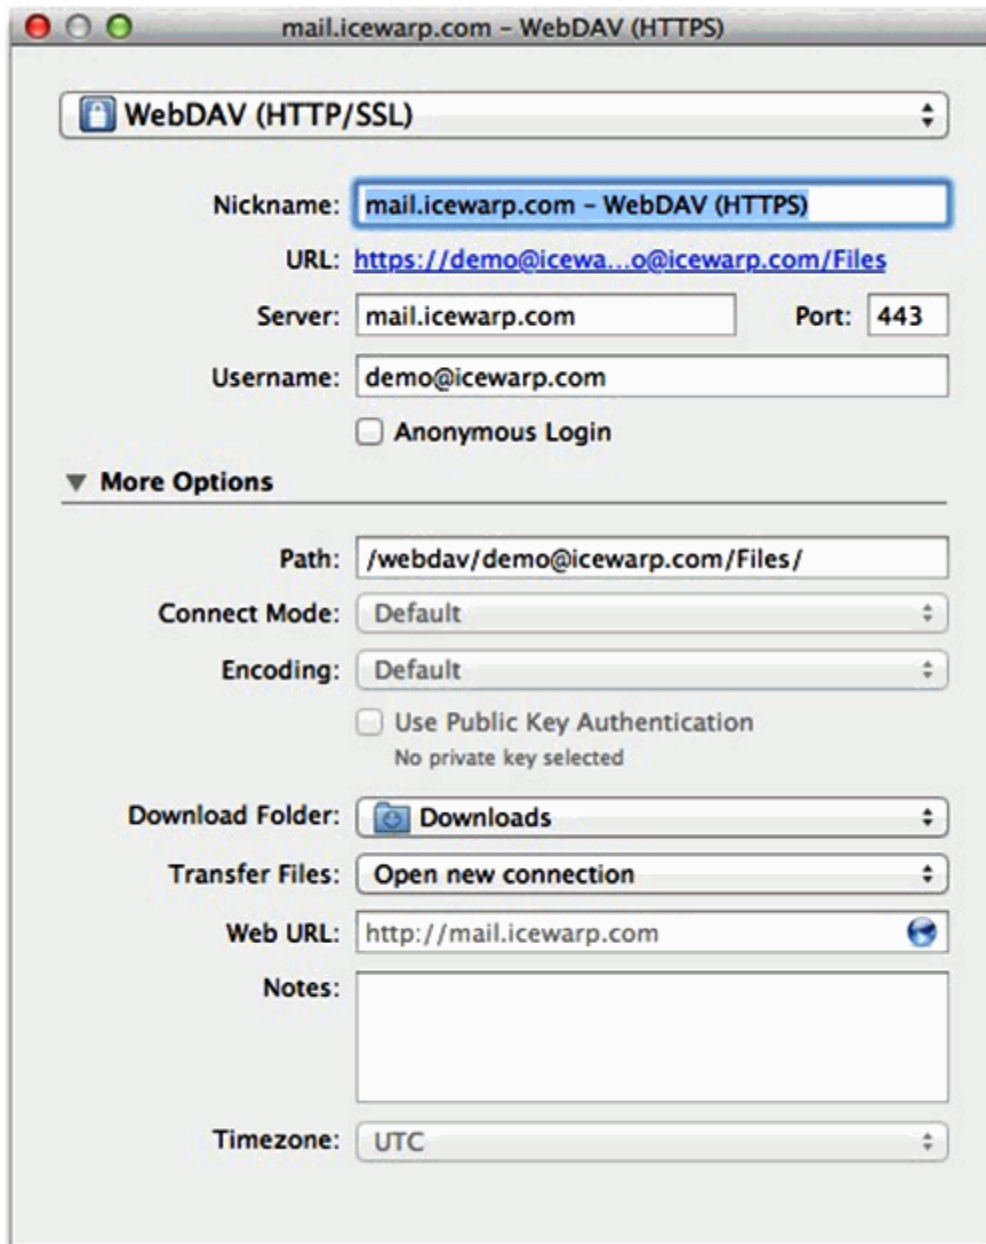 mail.icewarp.com – WebDAV (HTTPS)
WebDAV (HTTP/SSL)
Nickname: mail.icewarp.com – WebDAV (HTTPS)
URL: https://demo@icewa...o@icewarp.com/Files
Server: mail.icewarp.com Port: 443
Username: demo@icewarp.com
Anonymous Login
More Options
Path: /webdav/demo@icewarp.com/Files/
Connect Mode: Default
Encoding: Default
Use Public Key Authentication
No private key selected
Download Folder: Downloads
Transfer Files: Open new connection
Web URL: http://mail.icewarp.com
Notes:
Timezone: UTC